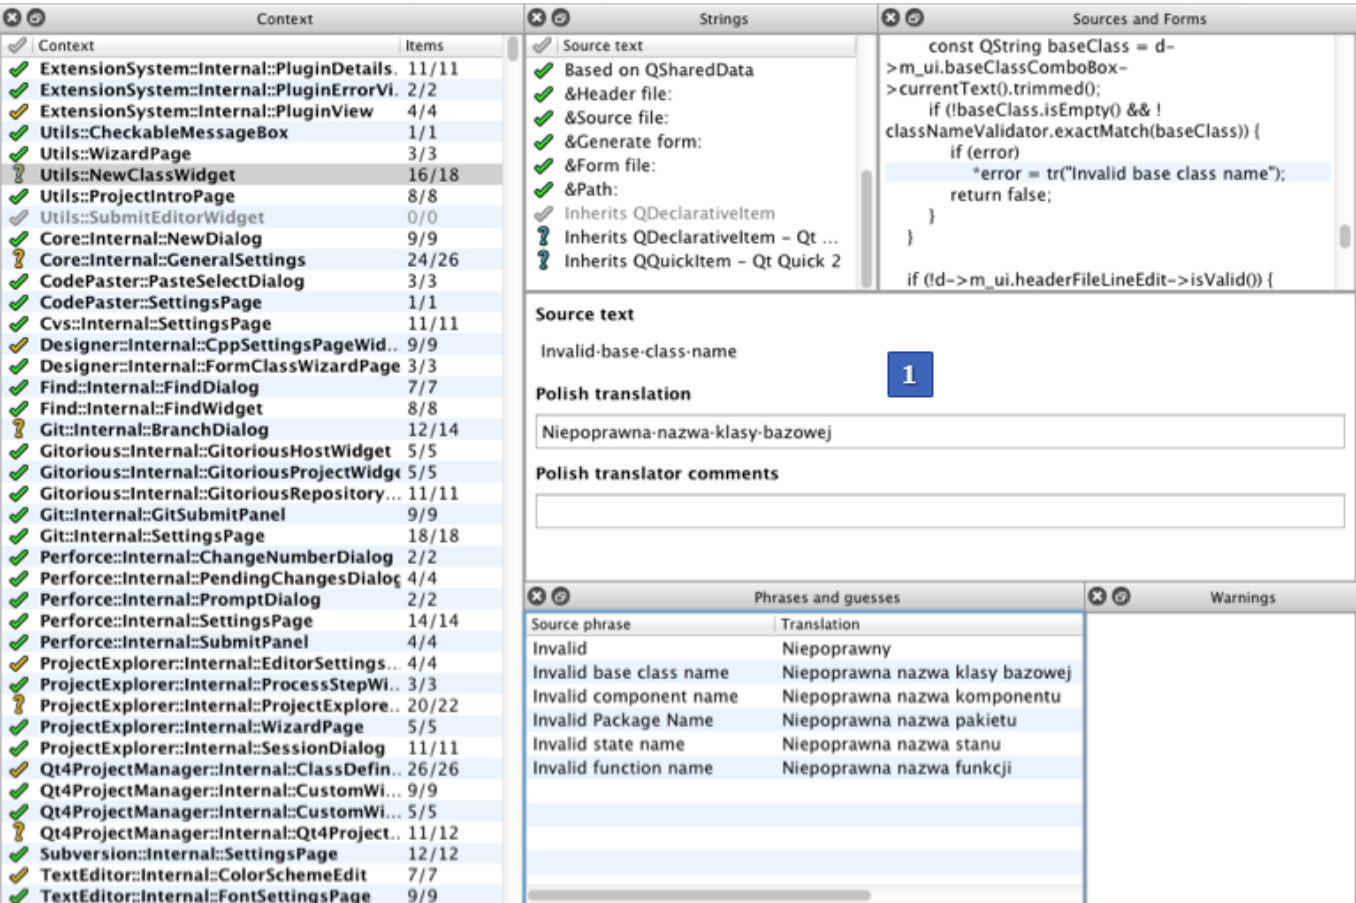 Context
Context Items
ExtensionSystem::Internal::PluginDetails. 11/11
ExtensionSystem::Internal::PluginErrorVi. 2/2
ExtensionSystem::Internal::PluginView 4/4
Utils::CheckableMessageBox 1/1
Utils::WizardPage 3/3
Utils::NewClassWidget 16/18
Utils::ProjectIntroPage 8/8
Utils::SubmitEditorWidget 0/0
Core::Internal::NewDialog 9/9
Core::Internal::GeneralSettings 24/26
CodePaster::PasteSelectDialog 3/3
CodePaster::SettingsPage 1/1
Cvs::Internal::SettingsPage 11/11
Designer::Internal::CppSettingsPageWid... 9/9
Designer::Internal::FormClassWizardPage 3/3
Find::Internal::FindDialog 7/7
Find::Internal::FindWidget 8/8
Git::Internal::BranchDialog 12/14
Gitorious::Internal::GitoriousHostWidget 5/5
Gitorious::Internal::GitoriousProjectWidge 5/5
Gitorious::Internal::GitoriousRepository... 11/11
Git::Internal::GitSubmitPanel 9/9
Git::Internal::SettingsPage 18/18
Perforce::Internal::ChangeNumberDialog 2/2
Perforce::Internal::PendingChangesDialog 4/4
Perforce::Internal::PromptDialog 2/2
Perforce::Internal::SettingsPage 14/14
Perforce::Internal::SubmitPanel 4/4
ProjectExplorer::Internal::EditorSettings... 4/4
ProjectExplorer::Internal::ProcessStepWi.. 3/3
ProjectExplorer::Internal::ProjectExplore.. 20/22
ProjectExplorer::Internal::WizardPage 5/5
ProjectExplorer::Internal::SessionDialog 11/11
Qt4ProjectManager::Internal::ClassDefin.. 26/26
Qt4ProjectManager::Internal::CustomWi... 9/9
Qt4ProjectManager::Internal::CustomWi... 5/5
Qt4ProjectManager::Internal::Qt4Project.. 11/12
Subversion::Internal::SettingsPage 12/12
TextEditor::Internal::ColorSchemeEdit 7/7
TextEditor::Internal::FontSettingsPage 9/9
Strings
Source text
Based on QSharedData
&Header file:
&Source file:
&Generate form:
&Form file:
&Path:
Inherits QDeclarativeItem
Inherits QDeclarativeItem – Qt ...
Inherits QQuickItem – Qt Quick 2
Sources and Forms
const QString baseClass = d-
>m_ui.baseClassComboBox-
>currentText().trimmed();
if (!baseClass.isEmpty() && !
classNameValidator.exactMatch(baseClass)) {
if (error)
*error = tr("Invalid base class name");
return false;
}
}
if (!d->m_ui.headerFileLineEdit->isValid()) {
Source text
Invalid·base·class·name
1
Polish translation
Niepoprawna·nazwa·klasy·bazowej
Polish translator comments
Phrases and guesses
Source phrase Translation
Invalid Niepoprawny
Invalid base class name Niepoprawna nazwa klasy bazowej
Invalid component name Niepoprawna nazwa komponentu
Invalid Package Name Niepoprawna nazwa pakietu
Invalid state name Niepoprawna nazwa stanu
Invalid function name Niepoprawna nazwa funkcji
Warnings